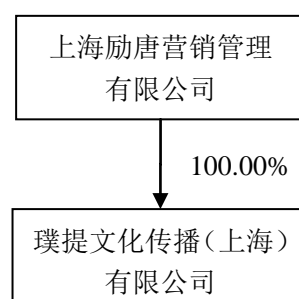 上海励唐营销管理
有限公司
100.00%
璞提文化传播（上海）
有限公司